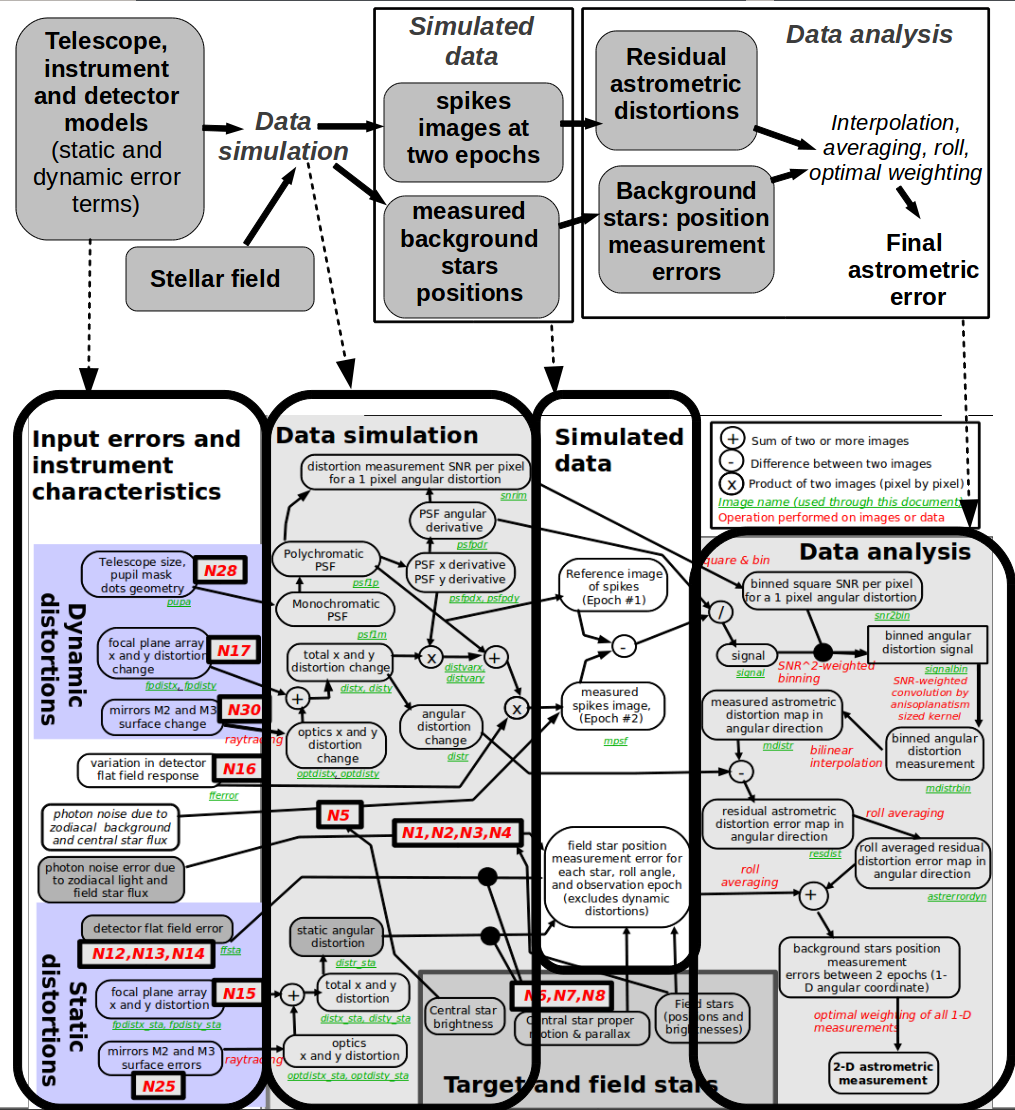 Telescope,
instrument
and detector
models
(static and
dynamic error
terms)
Stellar field
Data
simulation
Simulated
data
spikes
images at
two epochs
measured
background
stars
positions
Data analysis
Residual
astrometric
distortions
Background
stars: position
measurement
errors
Interpolation,
averaging, roll,
optimal weighting
Final
astrometric
error
Input errors and
instrument
characteristics
Dynamic
distortions
Telescope size,
pupil mask
dots geometry
N28
pupa
focal plane array
x and y distortion
change
N17
fpdistx, fpdisty
mirrors M2 and M3
surface change
N30
raytracing
variation in detector
flat field response
N16
fferror
photon noise due to
zodiacal background
and central star flux
photon noise error due
to zodiacal light and
field star flux
Static
distortions
detector flat field error
N12,N13,N14
ffsta
focal plane array
x and y distortion
N15
fpdistx_sta, fpdisty_sta
mirrors M2 and M3
surface errors
N25
raytracing
Data simulation
distortion measurement SNR per pixel
for a 1 pixel angular distortion
snrim
PSF angular
derivative
psfpdr
Polychromatic
PSF
psf1p
PSF x derivative
PSF y derivative
psfpdx, psfpdy
Monochromatic
PSF
psf1m
total x and y
distortion change
distx, disty
x
+
distvarx,
distvary
+
x
optics x and y
distortion
change
optdistx, optdisty
angular
distortion
change
distr
N5
N1,N2,N3,N4
static angular
distortion
distr_sta
+
total x and y
distortion
distx_sta, disty_sta
optics
x and y distortion
optdistx_sta, optdisty_sta
Simulated
data
Reference image
of spikes
(Epoch #1)
-
measured
spikes image,
(Epoch #2)
mpsf
field star position
measurement error for
each star, roll angle,
and observation epoch
(excludes dynamic
distortions)
N6,N7,N8
Central star
brightness
Central star proper
motion & parallax
Field stars
(positions and
brightnesses)
Target and field stars
+ Sum of two or more images
- Difference between two images
x Product of two images (pixel by pixel)
Image name (used through this document)
Operation performed on images or data
Data analysis
quare & bin
binned square SNR per pixel
for a 1 pixel angular distortion
snr2bin
/
signal
signal
SNR^2-weighted
binning
binned angular
distortion signal
signalbin
SNR-weighted
convolution by
anisoplanatism
sized kernel
measured astrometric
distortion map in
angular direction
mdistr
bilinear
interpolation
binned angular
distortion
measurement
mdistrbin
-
residual astrometric
distortion error map in
angular direction
resdist
roll averaging
roll averaged residual
distortion error map in
angular direction
astrerrordyn
roll
averaging
+
background stars position
measurement
errors between 2 epochs (1-
D angular coordinate)
optimal weighting of all 1-D
measurements
2-D astrometric
measurement